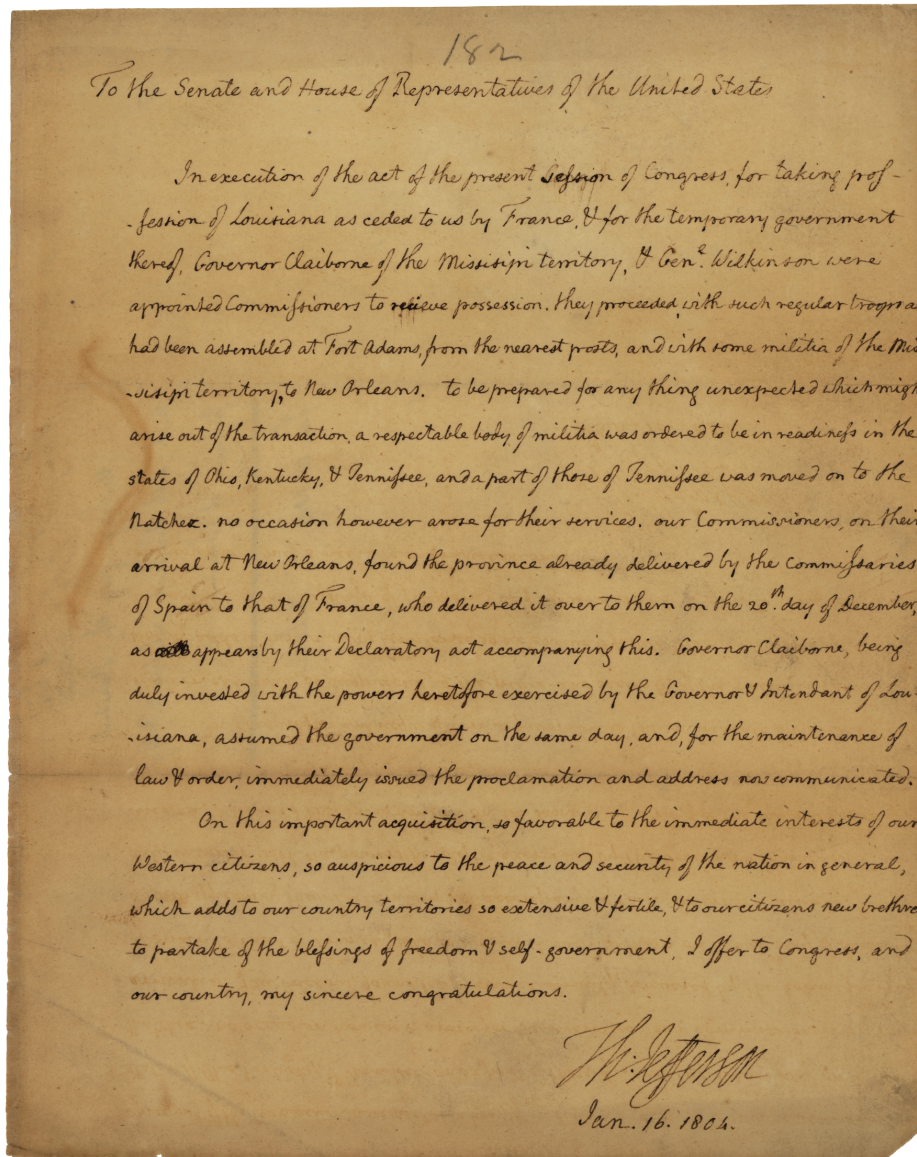 182
To the Senate and House of Representatives of the United States
In execution of the act of the present Session of Congress, for taking pos-
-session of Louisiana as ceded to us by France, & for the temporary government
thereof, Governor Claiborne of the Missisipi territory, & Genl. Wilkinson were
appointed Commissioners to recieve possession. they proceeded with such regular troops a
had been assembled at Fort Adams, from the nearest posts, and with some militia of the Mis
-sisipi territory, to New Orleans. to be prepared for any thing unexpected which migh
arise out of the transaction, a respectable body of militia was ordered to be in readiness in the
states of Ohio, Kentucky, & Tennissee, and a part of those of Tennissee was moved on to the
Natchez. no occasion however arose for their services. our Commissioners, on their
arrival at New Orleans, found the province already delivered by the Commissaries
of Spain to that of France, who delivered it over to them on the 20th. day of December,
as appears by their Declaratory act accompanying this. Governor Claiborne, being
duly invested with the powers heretofore exercised by the Governor & Intendant of Lou-
-isiana, assumed the government on the same day, and, for the maintenance of
law & order, immediately issued the proclamation and address now communicated.
On this important acquisition, so favorable to the immediate interests of our
Western citizens, so auspicious to the peace and security of the nation in general,
which adds to our country territories so extensive & fertile, & to our citizens new brethre
to partake of the blessings of freedom & self-government, I offer to Congress, and
our country, my sincere congratulations.
Th: Jefferson
Jan. 16. 1804.